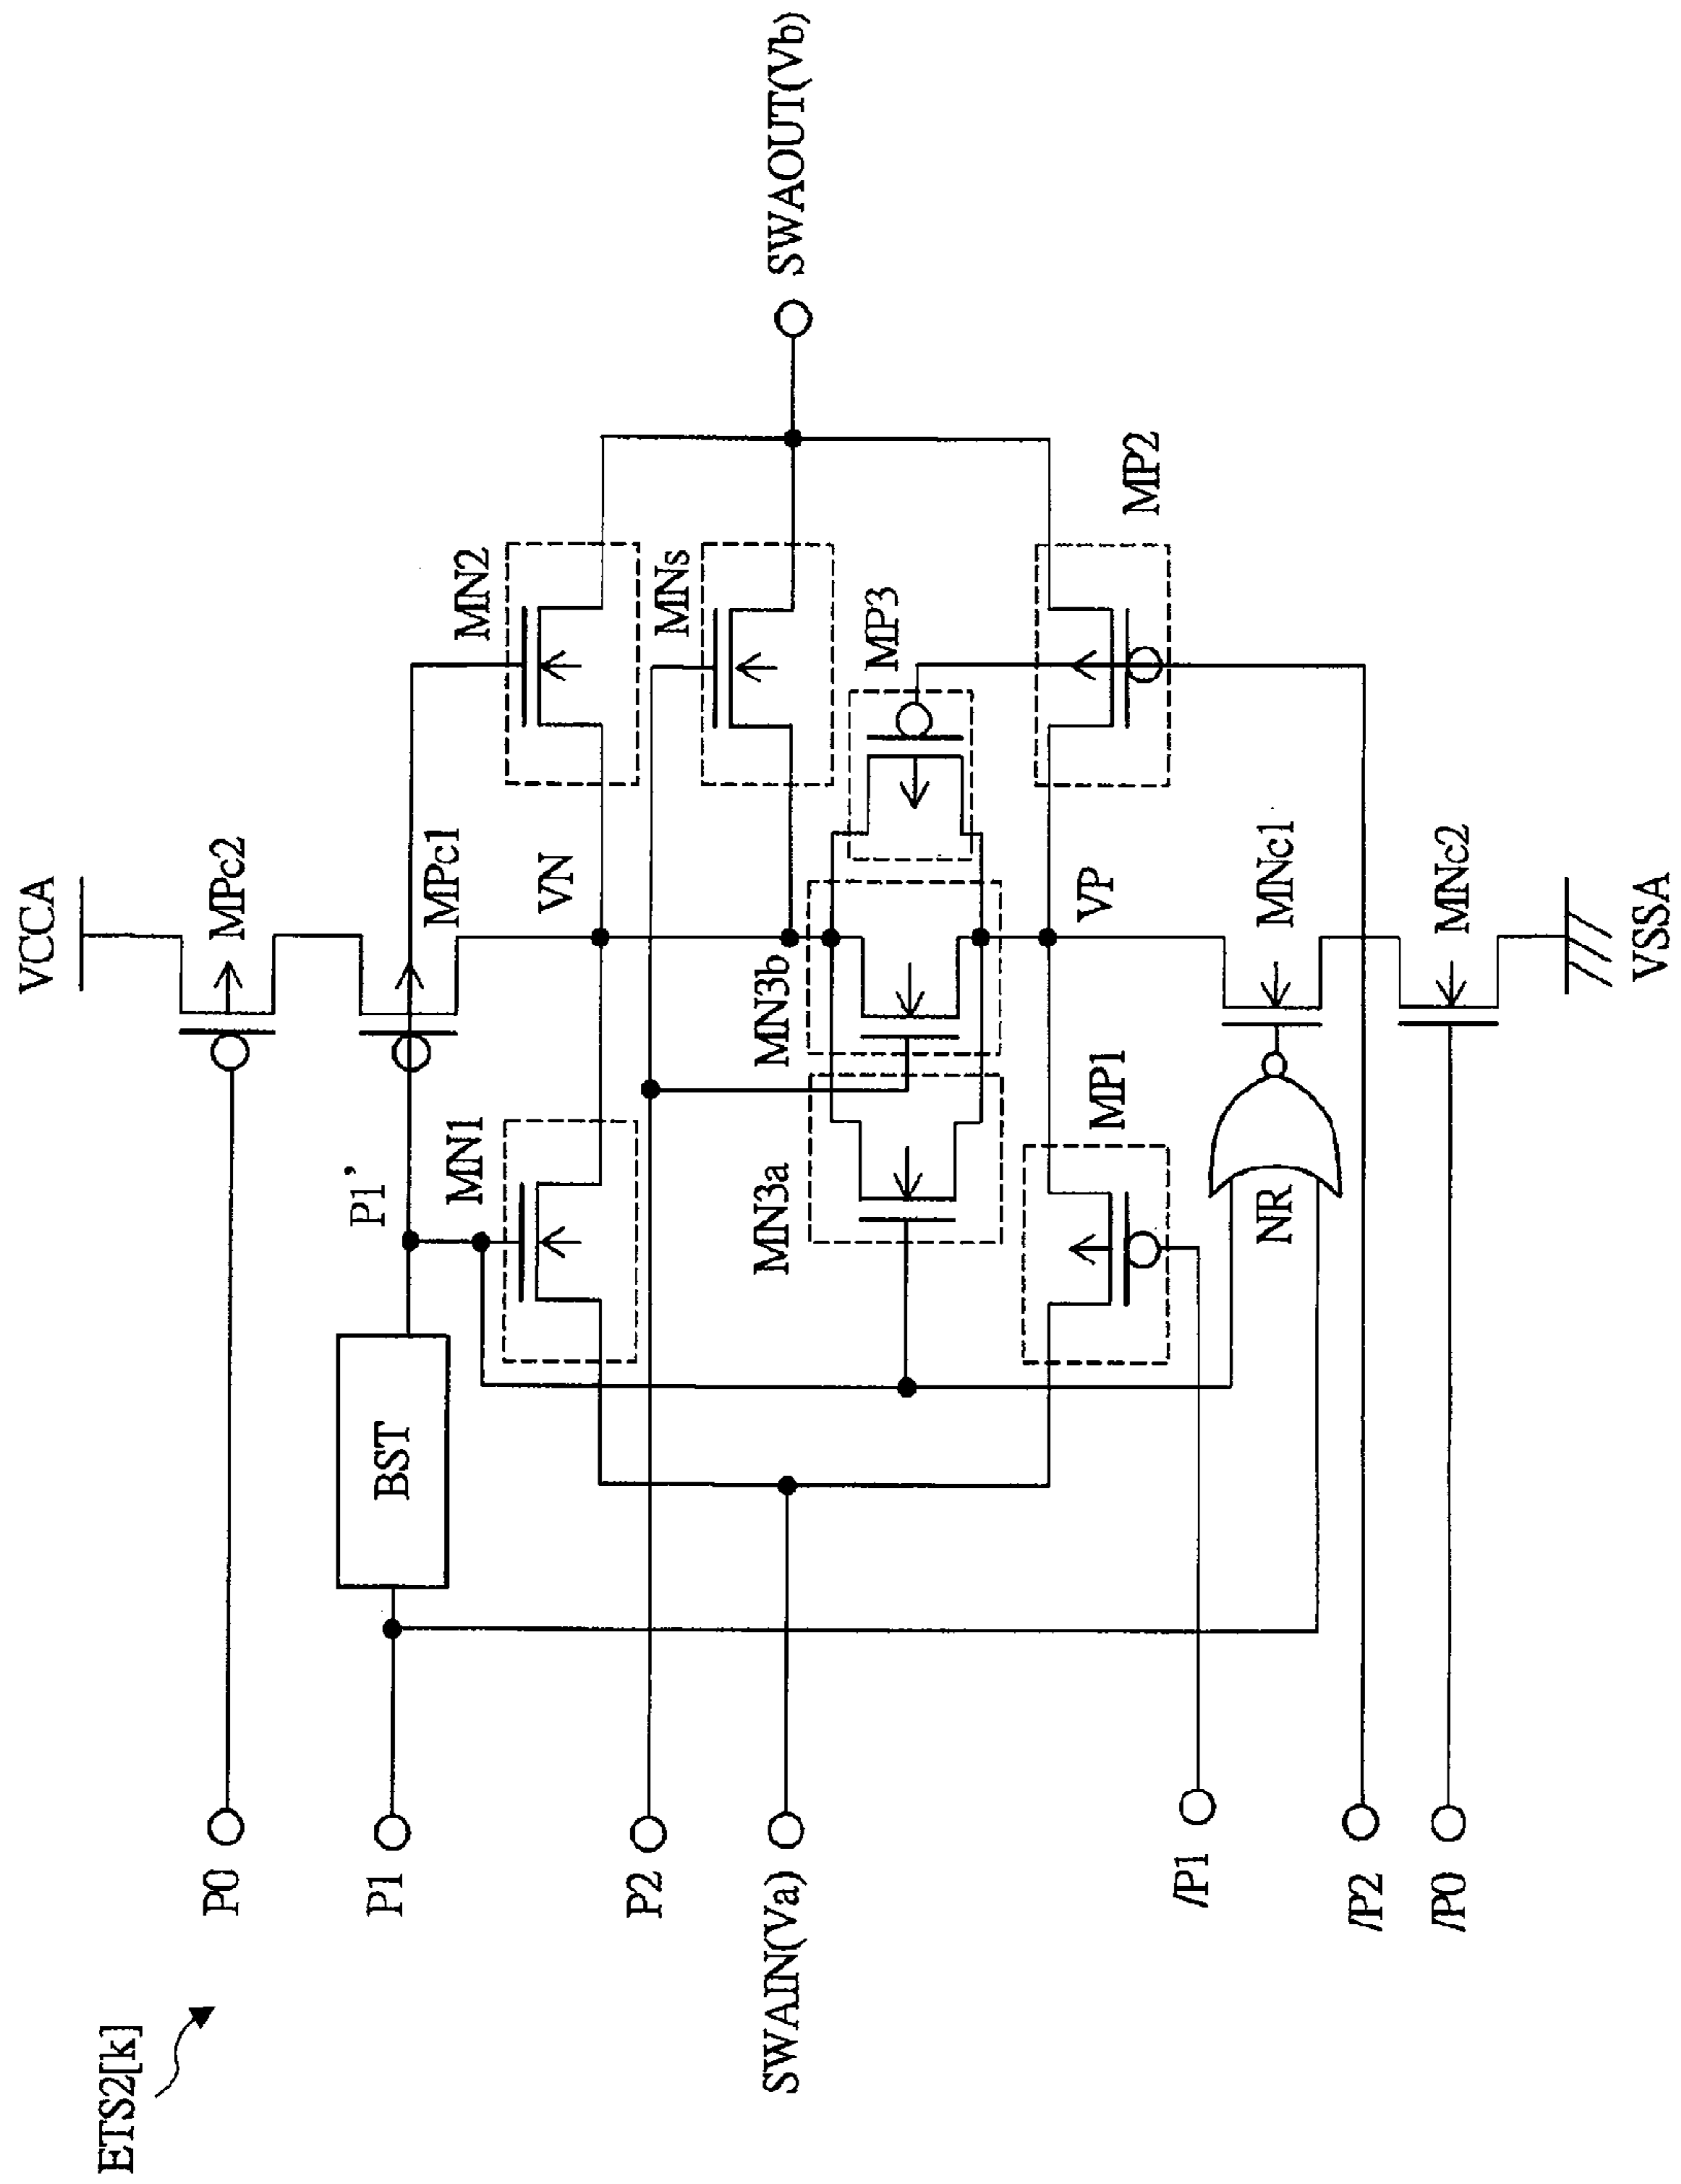 ETS2[k]
VCCA
P0
MPc2
P1
BST
P1’
MPc1
MN1
MN2
VN
P2
MNs
SWAIN(Va)
SWAOUT(Vb)
MN3a
MN3b
MP3
VP
MP1
MP2
/P1
NR
MNc1
/P2
/P0
MNc2
VSSA